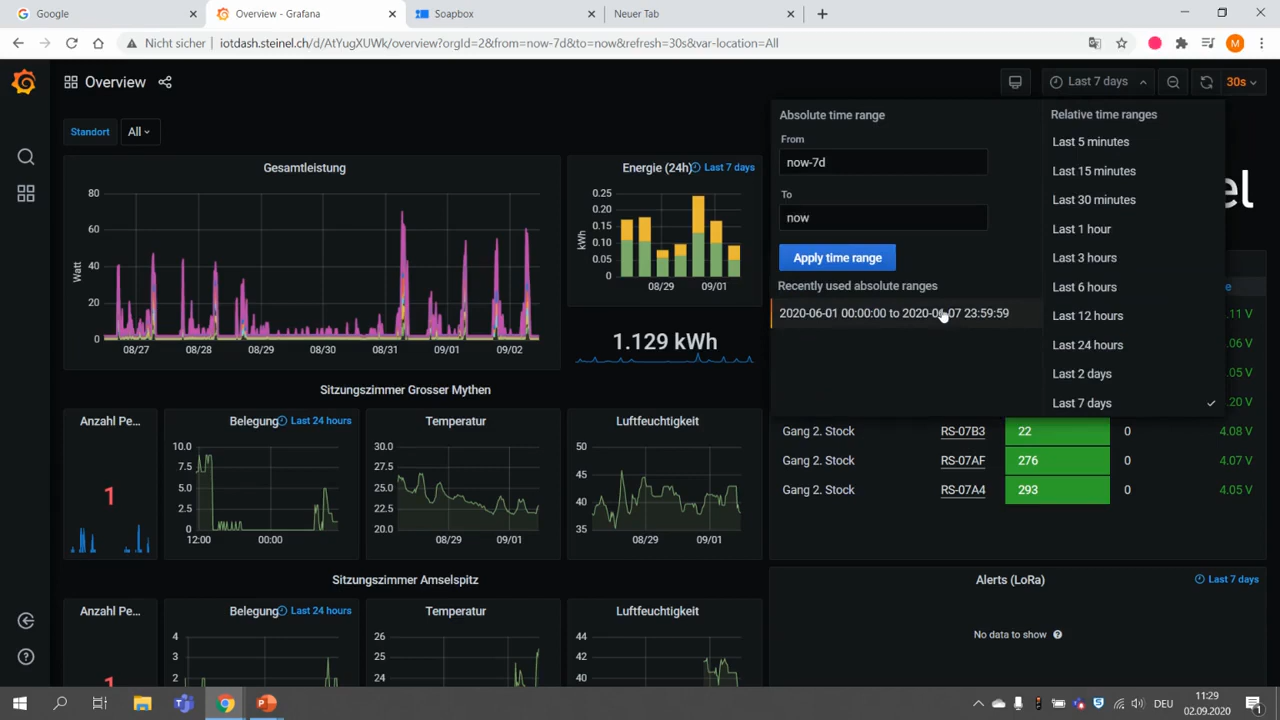 Google
Overview - Grafana
Soapbox
Neuer Tab
Nicht sicher
iotdash.steinel.ch/d/AtYugXUWk/overview?orgId=2&from=now-7d&to=now&refresh=30s&var-location=All
M
Overview
Last 7 days
30s
Standort
All
Absolute time range
From
now-7d
To
now
Apply time range
Recently used absolute ranges
2020-06-01 00:00:00 to 2020-06-07 23:59:59
Relative time ranges
Last 5 minutes
Last 15 minutes
Last 30 minutes
Last 1 hour
Last 3 hours
Last 6 hours
Last 12 hours
Last 24 hours
Last 2 days
Last 7 days
Gesamtleistung
Watt
80
60
40
20
0
08/27 08/28 08/29 08/30 08/31 09/01 09/02
Energie (24h) Last 7 days
kWh
0.25
0.20
0.15
0.10
0.05
0
08/29 09/01
1.129 kWh
Sitzungszimmer Grosser Mythen
Anzahl Pe...
1
Belegung Last 24 hours
10.0
7.5
5.0
2.5
0
12:00 00:00
Temperatur
30.0
27.5
25.0
22.5
20.0
08/29 09/01
Luftfeuchtigkeit
50
45
40
35
08/29 09/01
Gang 2. Stock RS-07B3 22 0 4.08 V
Gang 2. Stock RS-07AF 276 0 4.07 V
Gang 2. Stock RS-07A4 293 0 4.05 V
Sitzungszimmer Amselspitz
Anzahl Pe...
1
Belegung Last 24 hours
4
3
2
Temperatur
26
25
24
Luftfeuchtigkeit
44
42
40
Alerts (LoRa) Last 7 days
No data to show
DEU
11:29
02.09.2020
1